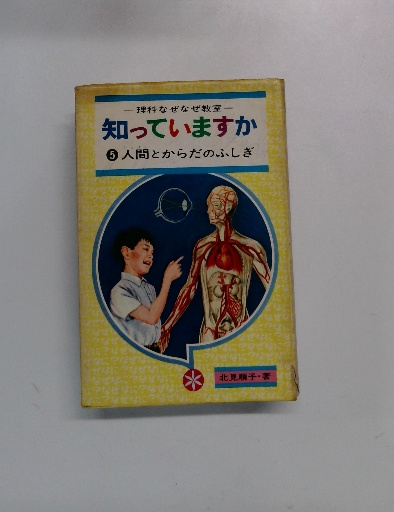 ―理科なぜなぜ教室―
知っていますか
❺人間とからだのふしぎ
北見順子・著